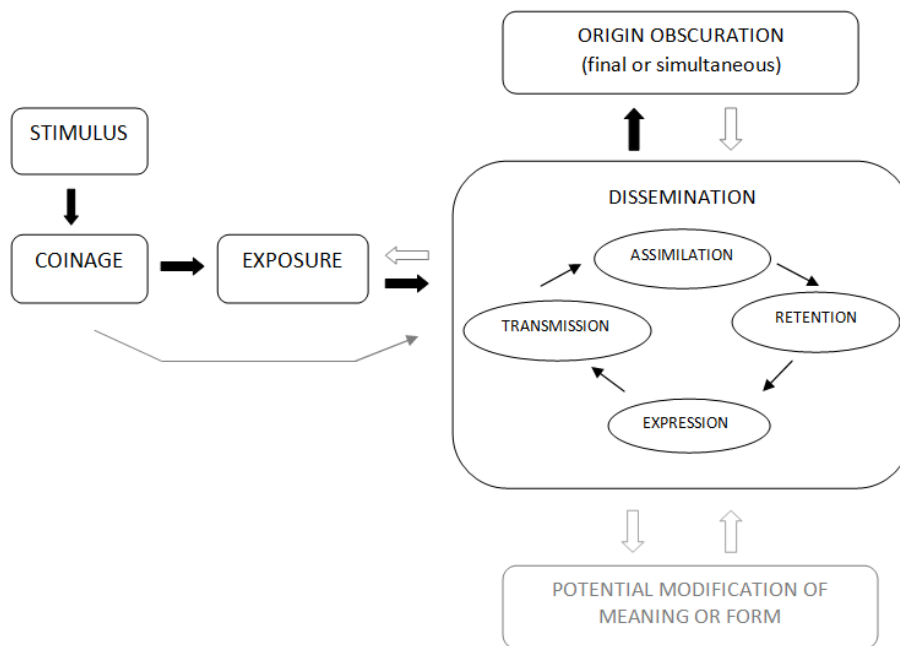 ORIGIN OBSCURATION
(final or simultaneous)
STIMULUS
COINAGE
EXPOSURE
DISSEMINATION
ASSIMILATION
RETENTION
EXPRESSION
TRANSMISSION
POTENTIAL MODIFICATION OF
MEANING OR FORM